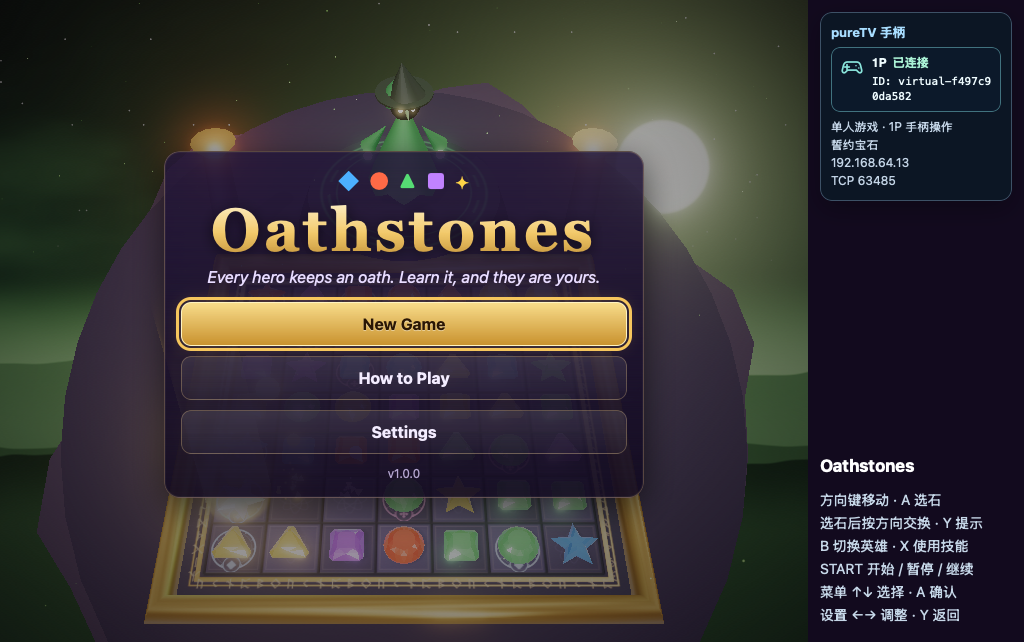 Oathstones
Every hero keeps an oath. Learn it, and they are yours.
New Game
How to Play
Settings
v1.0.0
pureTV 手柄
1P 已连接
ID: virtual-f497c9
0da582
单人游戏 · 1P 手柄操作
誓约宝石
192.168.64.13
TCP 63485
Oathstones
方向键移动 · A 选石
选石后按方向交换 · Y 提示
B 切换英雄 · X 使用技能
START 开始 / 暂停 / 继续
菜单 ↑↓ 选择 · A 确认
设置 ←→ 调整 · Y 返回